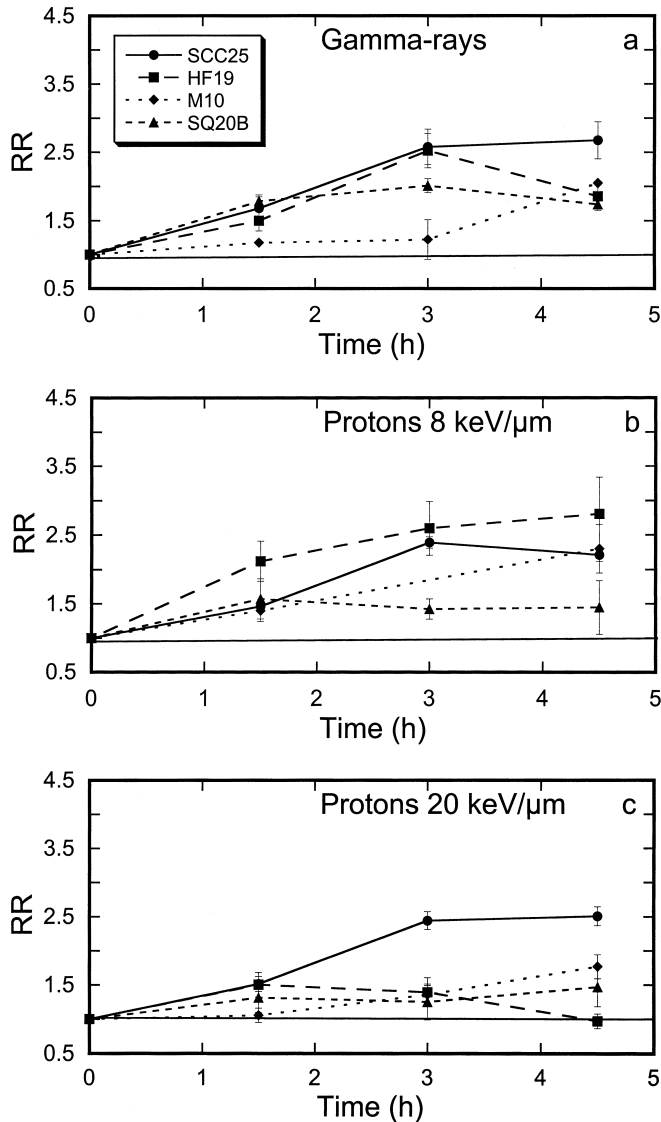 Gamma-rays a
SCC25
HF19
M10
SQ20B
4.5
3.5
2.5
1.5
0.5
RR
0 1 2 3 4 5
Time (h)
Protons 8 keV/µm b
4.5
3.5
2.5
1.5
0.5
RR
0 1 2 3 4 5
Time (h)
Protons 20 keV/µm c
4.5
3.5
2.5
1.5
0.5
RR
0 1 2 3 4 5
Time (h)